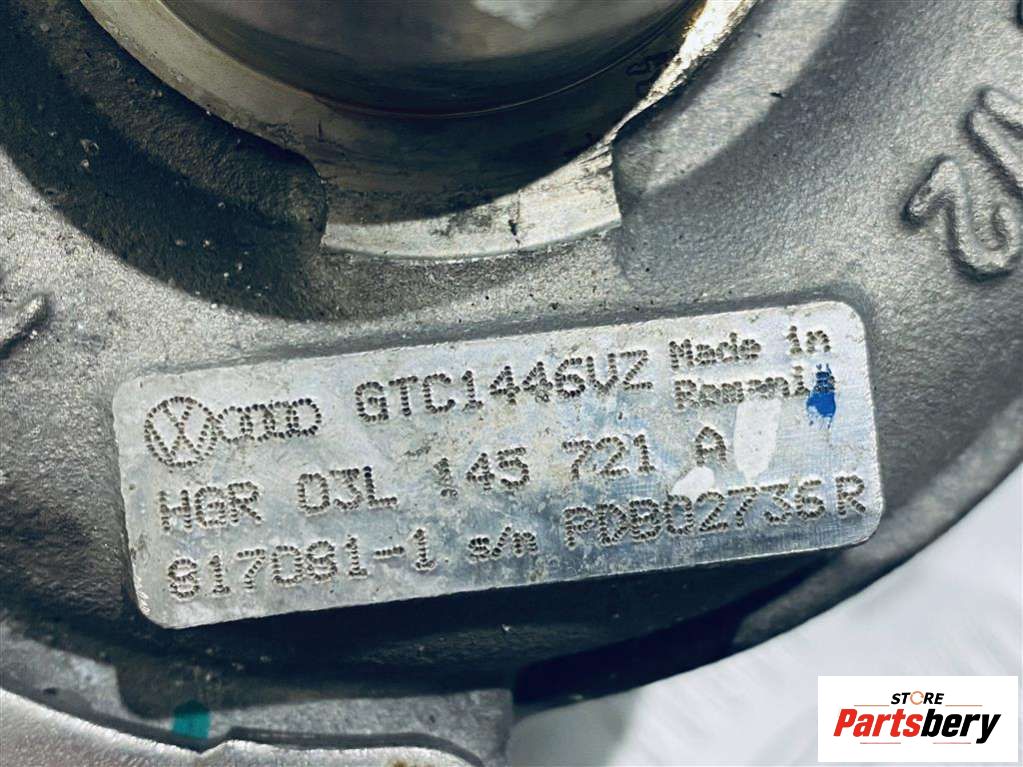 GTC1446VZ Made in Romania
HGR 03L 145 721 A
817081-1 s/n PDB02736R
STORE
Partsbery